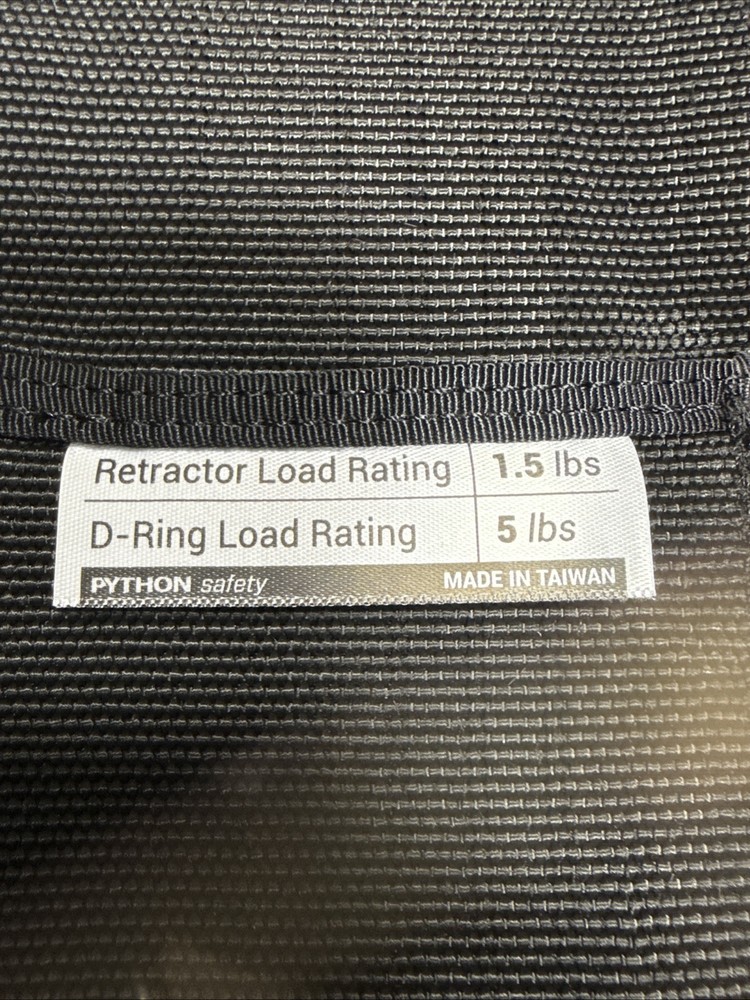 Retractor Load Rating 1.5 lbs
D-Ring Load Rating 5 lbs
PYTHON safety MADE IN TAIWAN